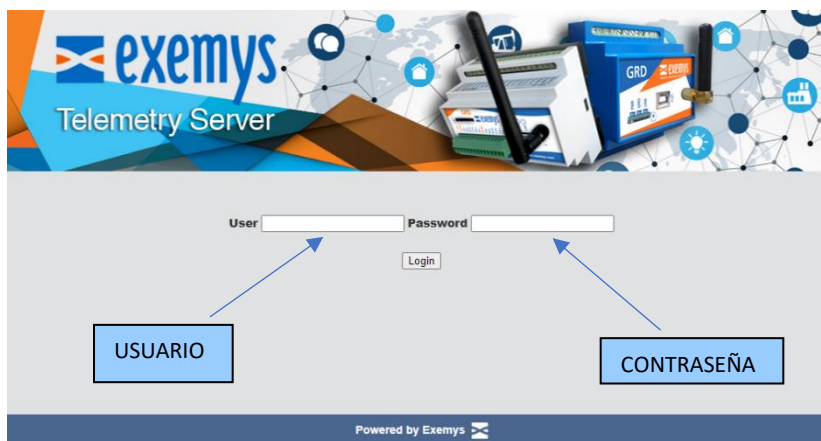 exemys
Telemetry Server
GRD exemys
User Password
Login
USUARIO
CONTRASEÑA
Powered by Exemys